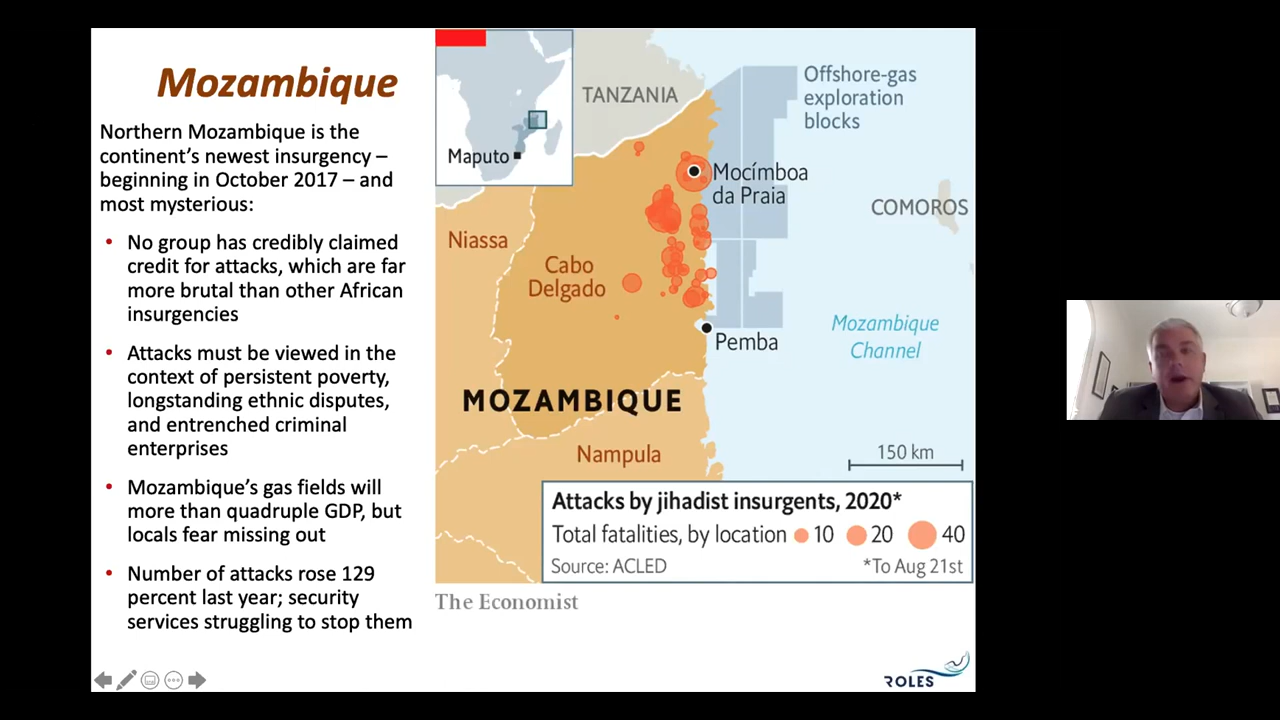 Mozambique
Northern Mozambique is the
continent's newest insurgency –
beginning in October 2017 – and
most mysterious:
• No group has credibly claimed
credit for attacks, which are far
more brutal than other African
insurgencies
• Attacks must be viewed in the
context of persistent poverty,
longstanding ethnic disputes,
and entrenched criminal
enterprises
• Mozambique's gas fields will
more than quadruple GDP, but
locals fear missing out
• Number of attacks rose 129
percent last year; security
services struggling to stop them
Maputo
TANZANIA
Offshore-gas
exploration
blocks
Mocímboa
da Praia
COMOROS
Niassa
Cabo
Delgado
Mozambique
Channel
Pemba
MOZAMBIQUE
Nampula
150 km
Attacks by jihadist insurgents, 2020*
Total fatalities, by location 10 20 40
Source: ACLED *To Aug 21st
The Economist
ROLES